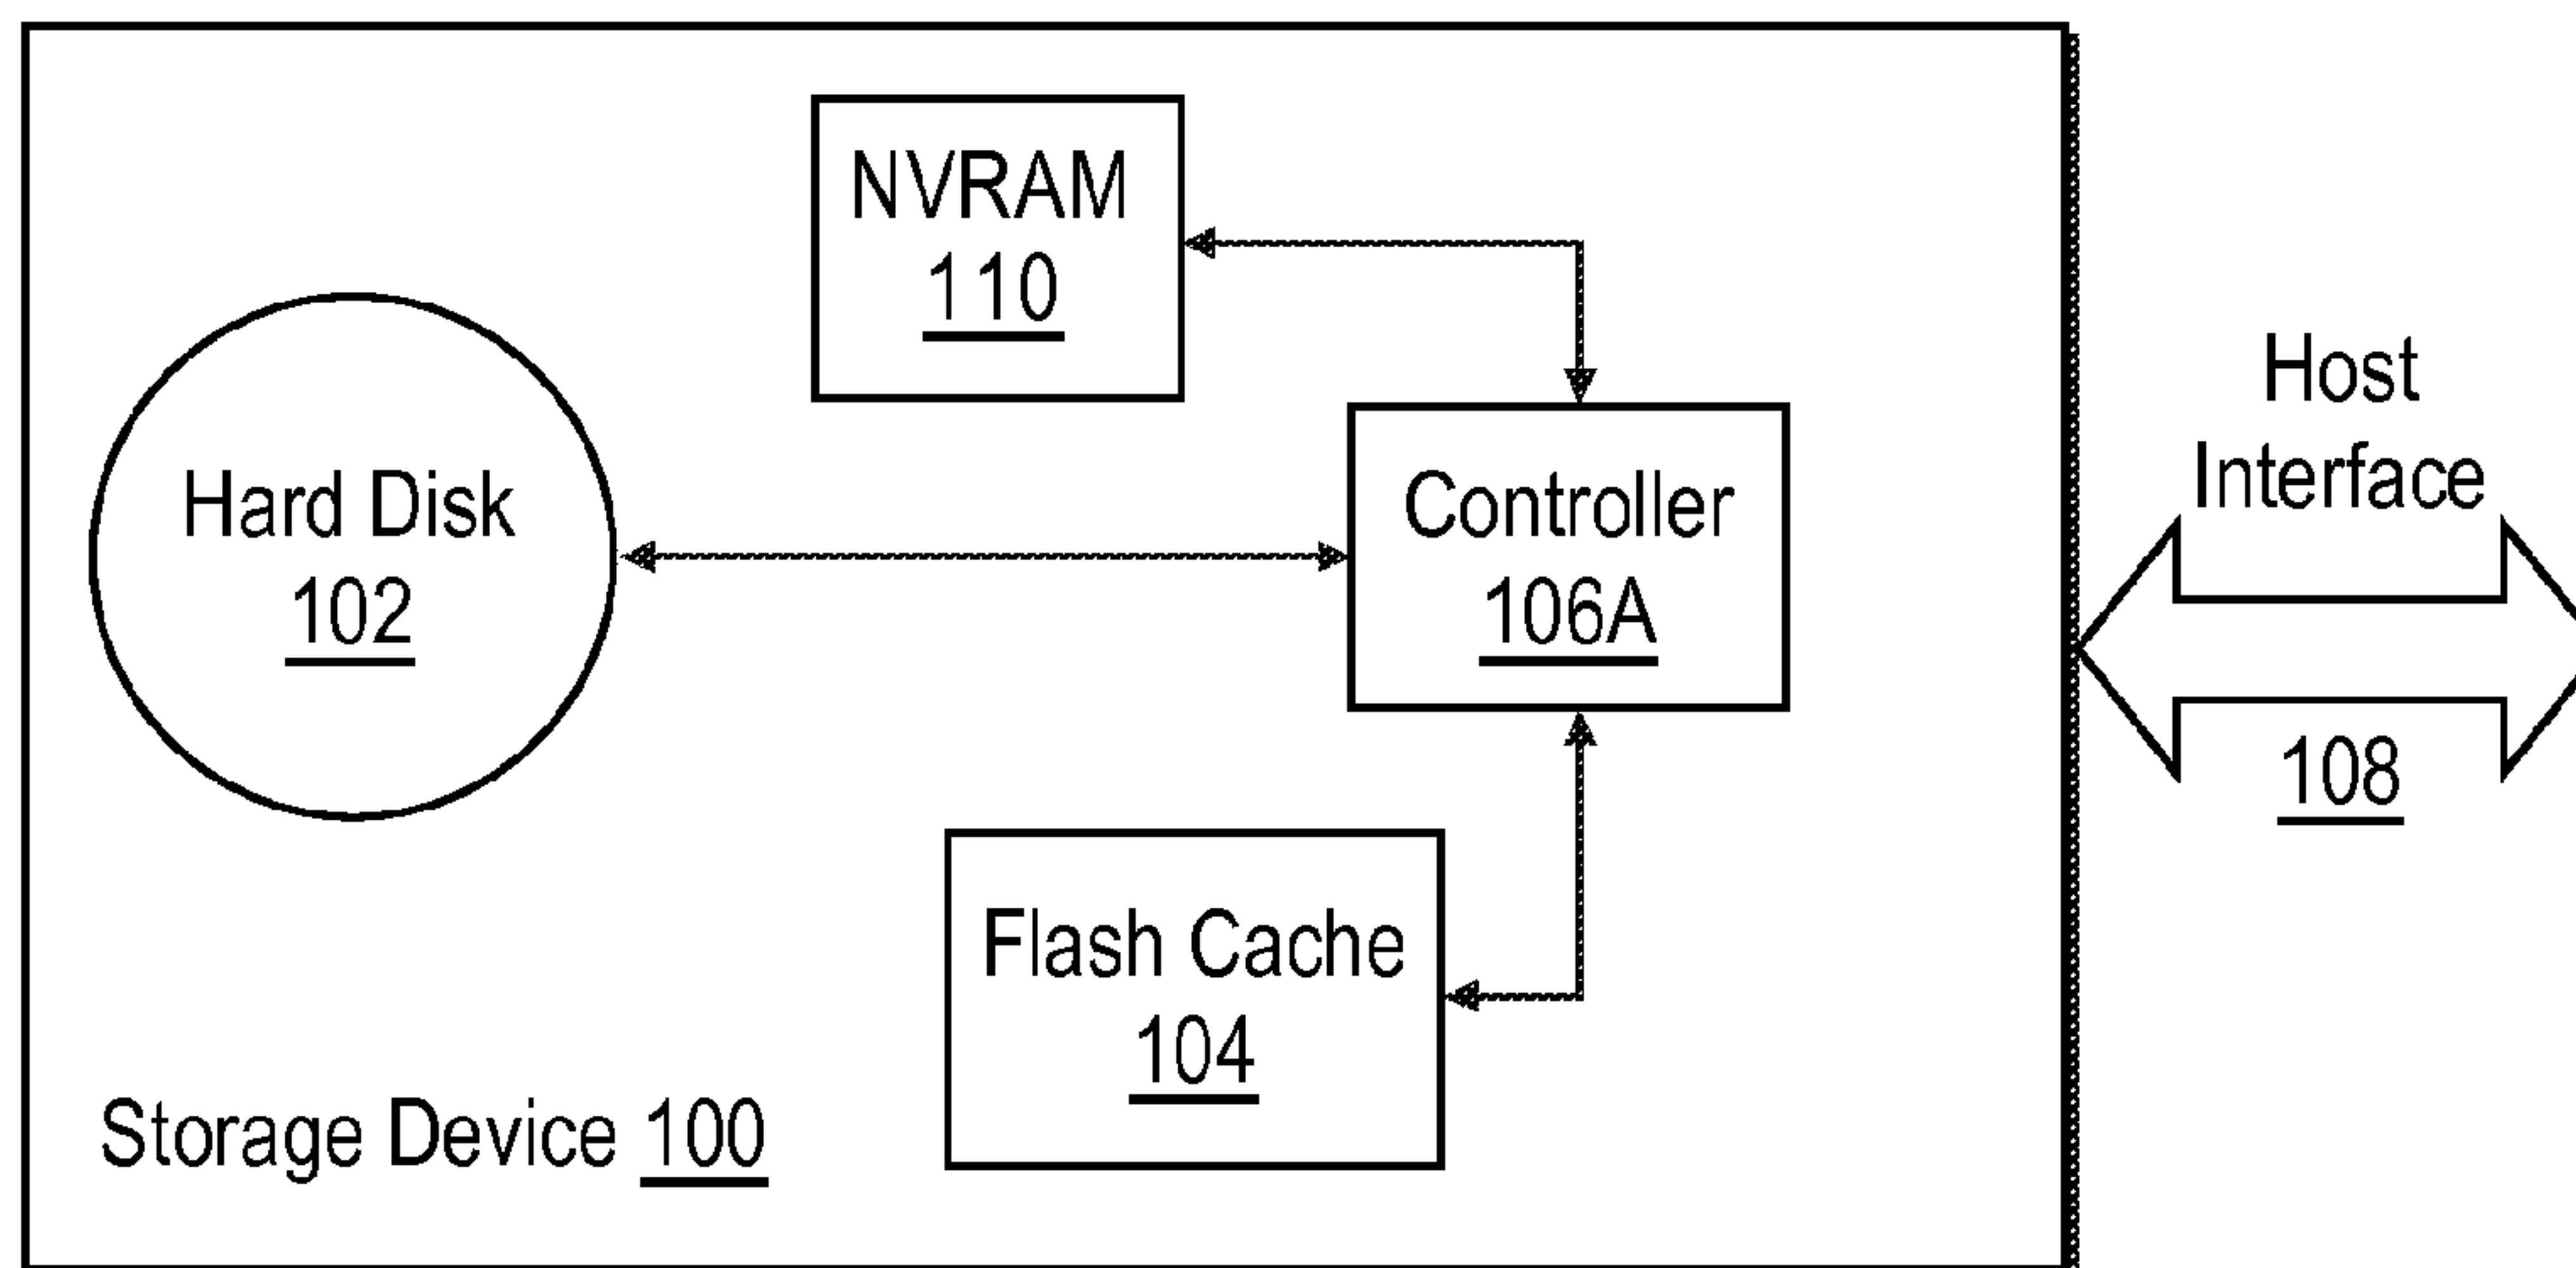 NVRAM
110
Hard Disk
102
Controller
106A
Host
Interface
108
Flash Cache
104
Storage Device 100